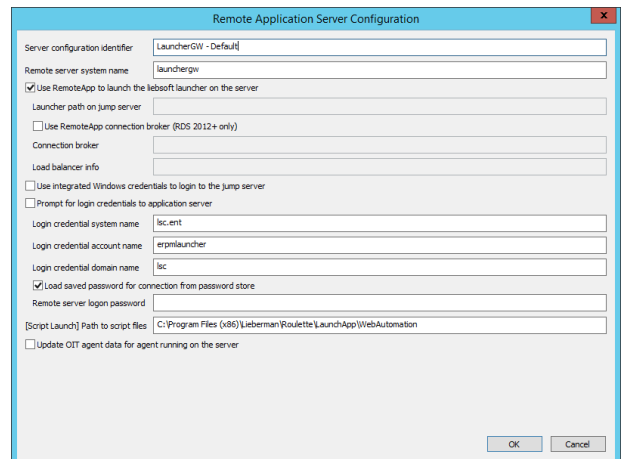 Remote Application Server Configuration
x
Server configuration identifier LauncherGW - Default
Remote server system name launchergw
Use RemoteApp to launch the liebsoft launcher on the server
Launcher path on jump server
Use RemoteApp connection broker (RDS 2012+ only)
Connection broker
Load balancer info
Use integrated Windows credentials to login to the jump server
Prompt for login credentials to application server
Login credential system name lsc.ent
Login credential account name erpmlauncher
Login credential domain name lsc
Load saved password for connection from password store
Remote server logon password
[Script Launch] Path to script files C:\Program Files (x86)\Lieberman\Roulette\LaunchApp\WebAutomation
Update OIT agent data for agent running on the server
OK Cancel